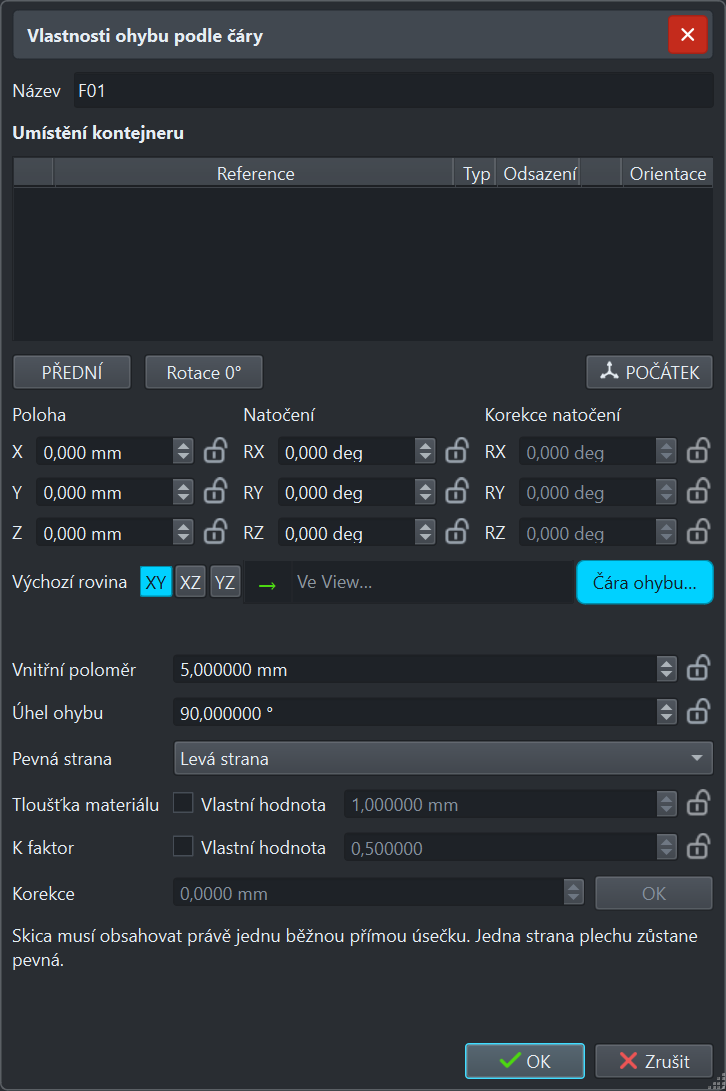 Vlastnosti ohybu podle čáry
Název F01
Umístění kontejneru
Reference Typ Odsazení Orientace
PŘEDNÍ Rotace 0° POČÁTEK
Poloha Natočení Korekce natočení
X 0,000 mm RX 0,000 deg RX 0,000 deg
Y 0,000 mm RY 0,000 deg RY 0,000 deg
Z 0,000 mm RZ 0,000 deg RZ 0,000 deg
Výchozí rovina XY XZ YZ → Ve View... Čára ohybu...
Vnitřní poloměr 5,000000 mm
Úhel ohybu 90,000000 °
Pevná strana Levá strana
Tloušťka materiálu Vlastní hodnota 1,000000 mm
K faktor Vlastní hodnota 0,500000
Korekce 0,0000 mm OK
Skica musí obsahovat právě jednu běžnou přímou úsečku. Jedna strana plechu zůstane
pevná.
OK Zrušit